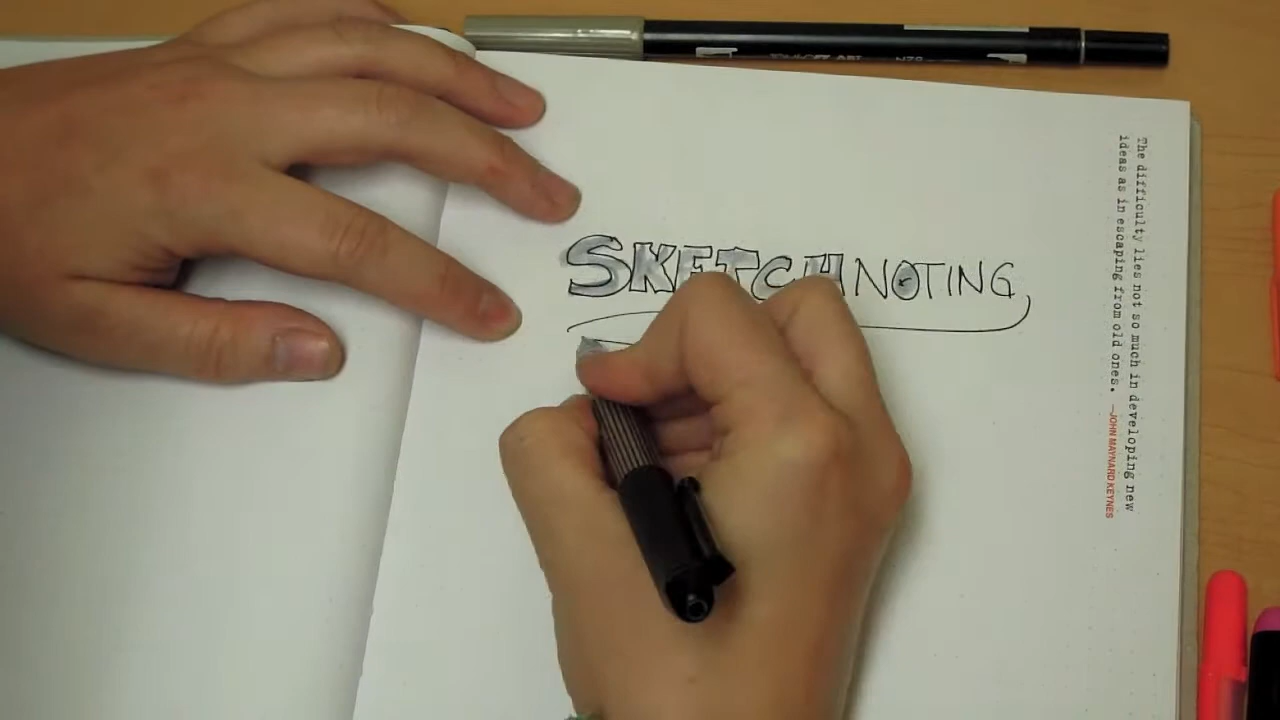 SKETCHNOTING
The difficulty lies not so much in developing new
ideas as in escaping from old ones. —JOHN MAYNARD KEYNES